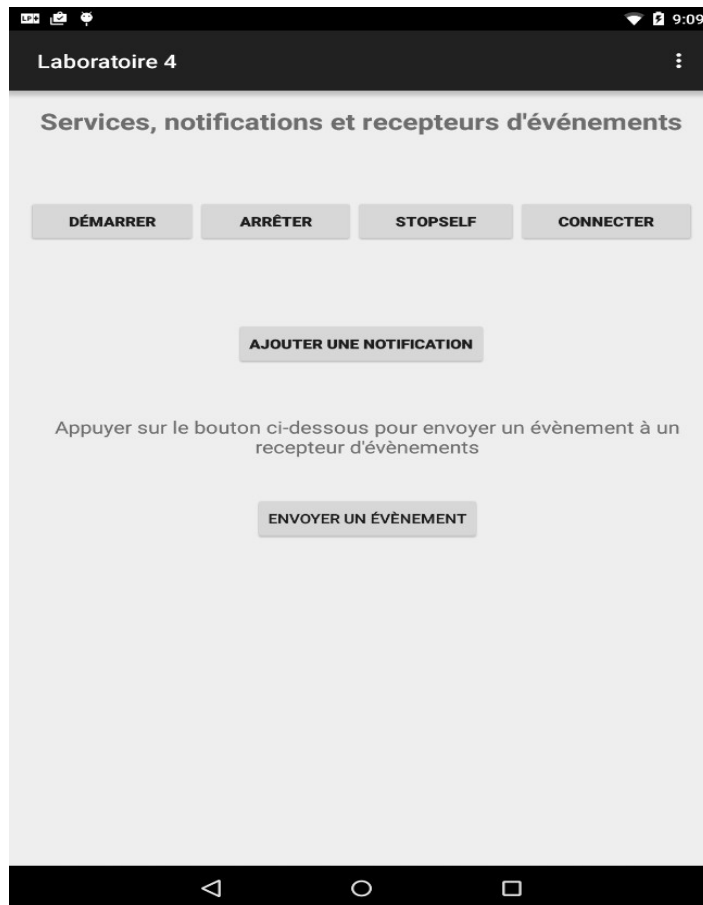 LP+ 9:09
Laboratoire 4
Services, notifications et recepteurs d'événements
DÉMARRER ARRÊTER STOPSELF CONNECTER
AJOUTER UNE NOTIFICATION
Appuyer sur le bouton ci-dessous pour envoyer un évènement à un
recepteur d'évènements
ENVOYER UN ÉVÈNEMENT